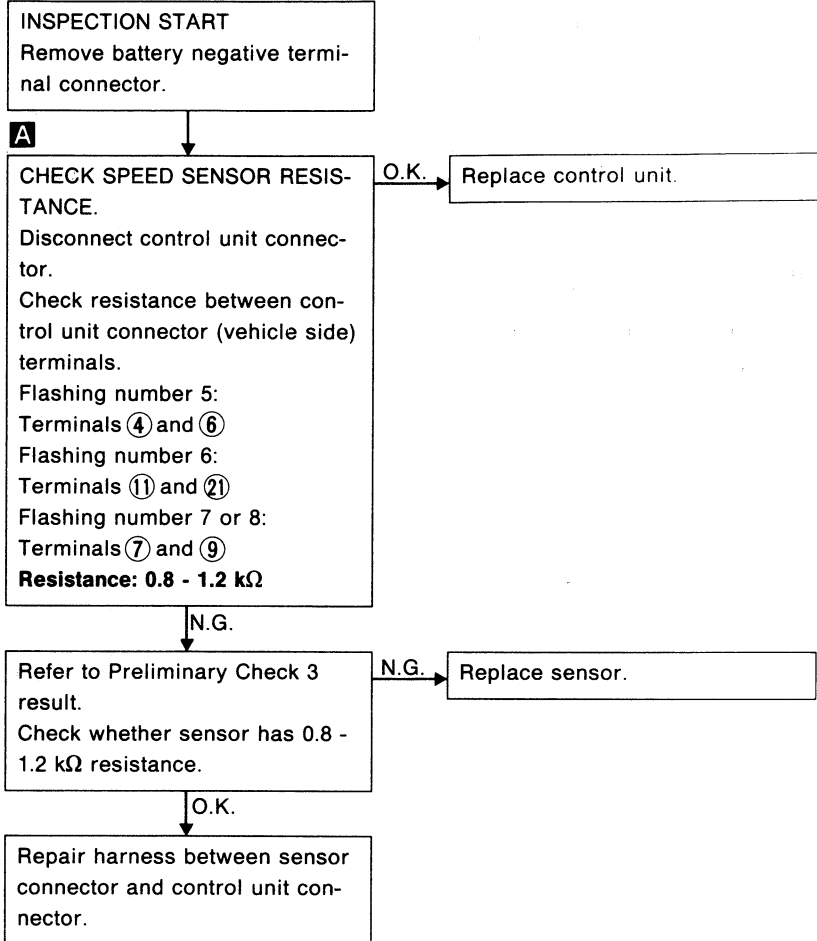 INSPECTION START
Remove battery negative termi-
nal connector.
A
CHECK SPEED SENSOR RESIS-
TANCE.
Disconnect control unit connec-
tor.
Check resistance between con-
trol unit connector (vehicle side)
terminals.
Flashing number 5:
Terminals ④ and ⑥
Flashing number 6:
Terminals ⑪ and ㉑
Flashing number 7 or 8:
Terminals ⑦ and ⑨
Resistance: 0.8 - 1.2 kΩ
O.K.
Replace control unit.
N.G.
Refer to Preliminary Check 3
result.
Check whether sensor has 0.8 -
1.2 kΩ resistance.
N.G.
Replace sensor.
O.K.
Repair harness between sensor
connector and control unit con-
nector.